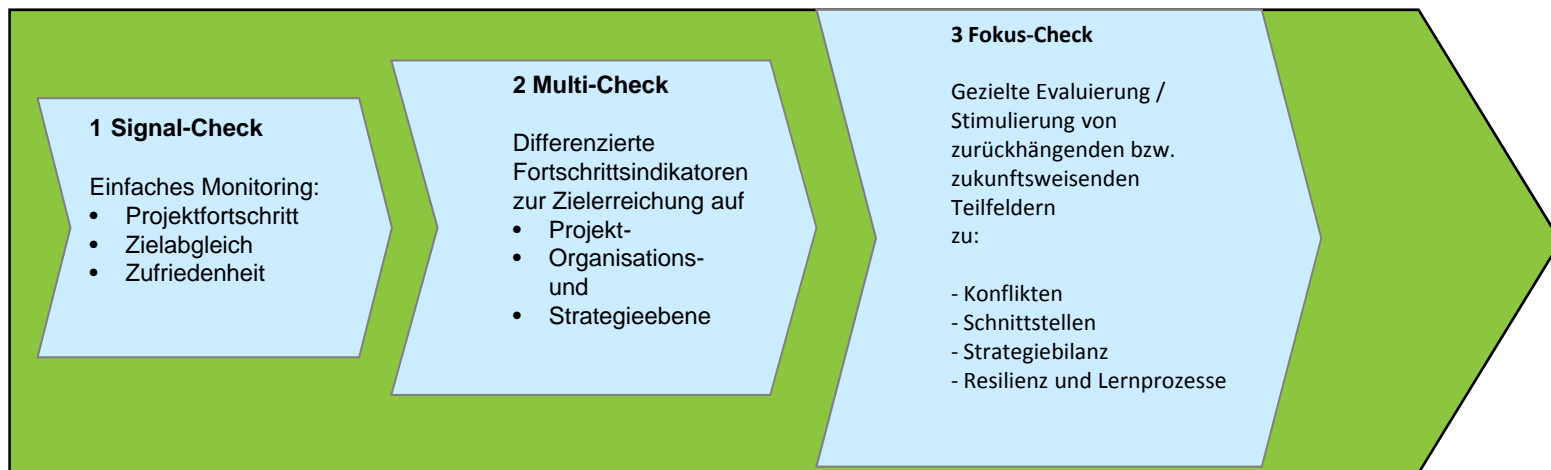 1 Signal-Check
Einfaches Monitoring:
• Projektfortschritt
• Zielabgleich
• Zufriedenheit
2 Multi-Check
Differenzierte
Fortschrittsindikatoren
zur Zielerreichung auf
• Projekt-
• Organisations-
und
• Strategieebene
3 Fokus-Check
Gezielte Evaluierung /
Stimulierung von
zurückhängenden bzw.
zukunftsweisenden
Teilfeldern
zu:
- Konflikten
- Schnittstellen
- Strategiebilanz
- Resilienz und Lernprozesse